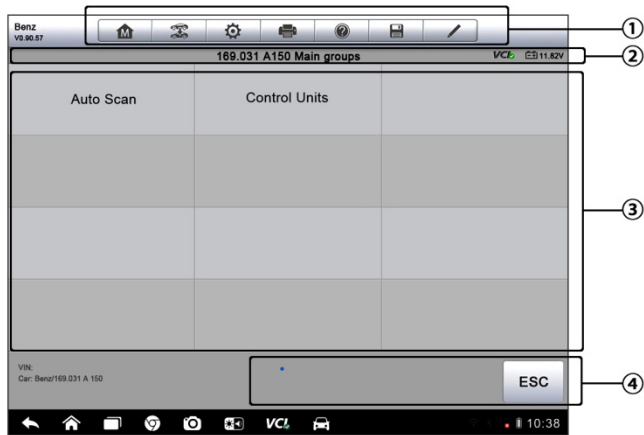 Benz
V0.90.57
①
169.031 A150 Main groups
VCI
11.82V
②
Auto Scan
Control Units
③
VIN:
Car: Benz/169.031 A 150
ESC
④
VCI
10:38